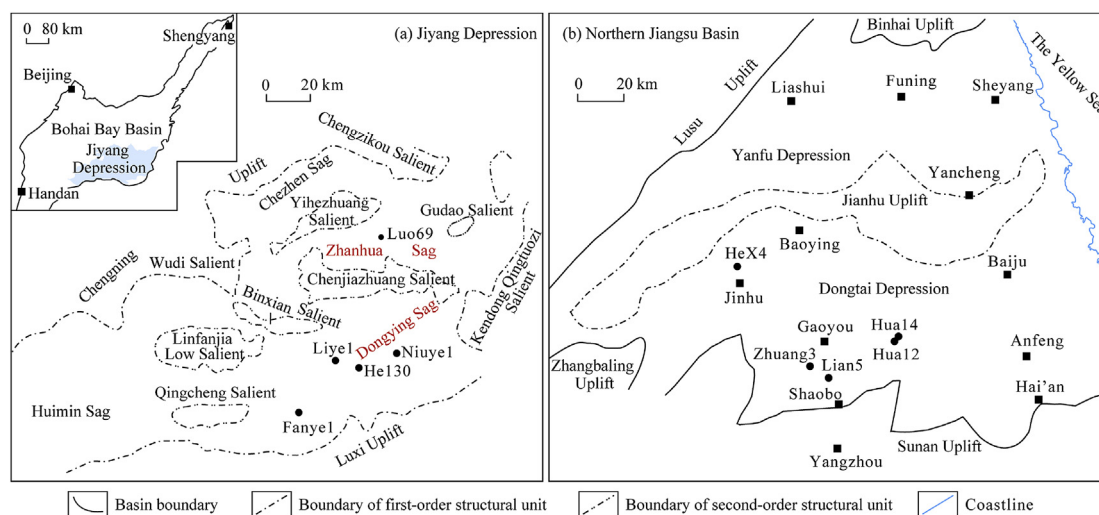 0 80 km
Shengyang
Beijing
Bohai Bay Basin
Jiyang
Depression
Handan
(a) Jiyang Depression
0 20 km
Chengzikou Salient
Uplift
Chezhen Sag
Yihezhuang
Salient
Gudao Salient
Luo69
Zhanhua Sag
Wudi Salient
Chengning
Chenjiazhuang Salient
Kendong Qingtuozi
Salient
Binxian Salient
Dongying Sag
Linfanjia
Low Salient
Liye1
Niuye1
He130
Qingcheng Salient
Huimin Sag
Fanye1
Luxi Uplift
(b) Northern Jiangsu Basin
Binhai Uplift
0 20 km
The Yellow Sea
Uplift
Lusu
Liashui
Funing
Sheyang
Yanfu Depression
Yancheng
Jianhu Uplift
Baoying
HeX4
Baiju
Jinhu
Dongtai Depression
Gaoyou
Hua14
Hua12
Anfeng
Zhuang3
Lian5
Zhangbaling
Uplift
Shaobo
Hai'an
Sunan Uplift
Yangzhou
Basin boundary
Boundary of first-order structural unit
Boundary of second-order structural unit
Coastline